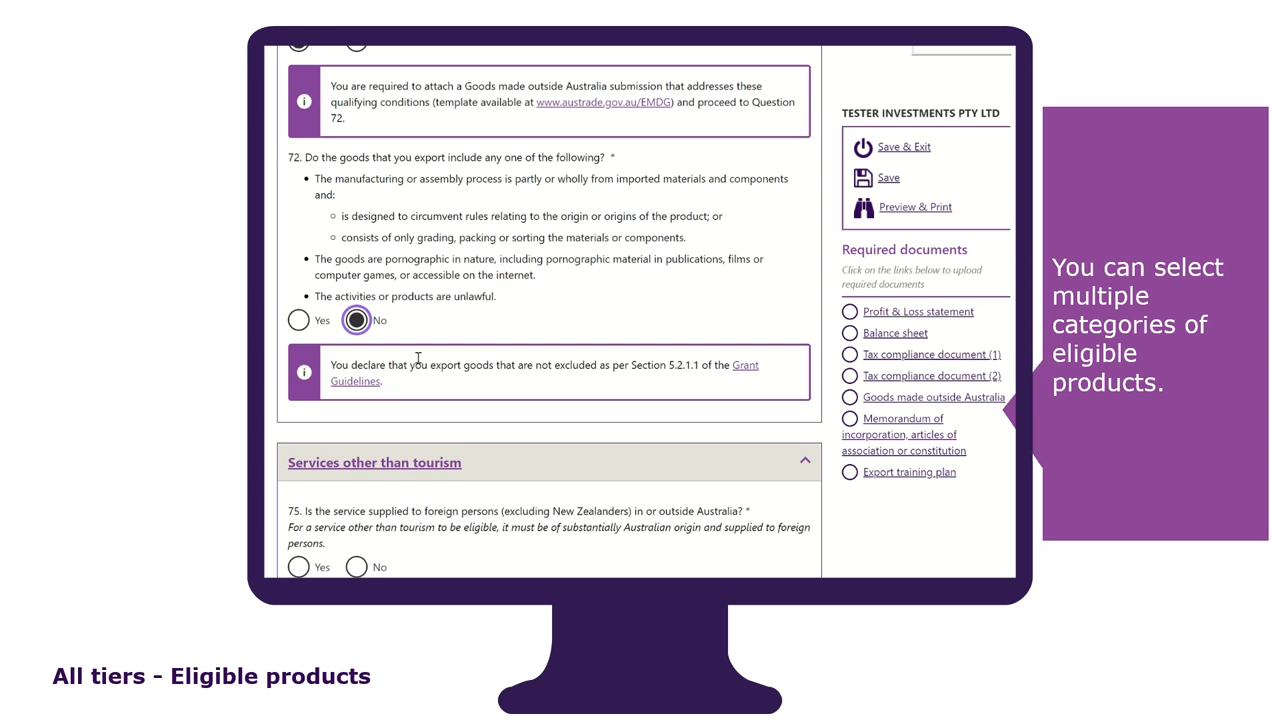 You are required to attach a Goods made outside Australia submission that addresses these
qualifying conditions (template available at www.austrade.gov.au/EMDG) and proceed to Question
72.
72. Do the goods that you export include any one of the following? *
• The manufacturing or assembly process is partly or wholly from imported materials and components
and:
○ is designed to circumvent rules relating to the origin or origins of the product; or
○ consists of only grading, packing or sorting the materials or components.
• The goods are pornographic in nature, including pornographic material in publications, films or
computer games, or accessible on the internet.
• The activities or products are unlawful.
Yes No
You declare that you export goods that are not excluded as per Section 5.2.1.1 of the Grant
Guidelines.
Services other than tourism
75. Is the service supplied to foreign persons (excluding New Zealanders) in or outside Australia? *
For a service other than tourism to be eligible, it must be of substantially Australian origin and supplied to foreign
persons.
Yes No
TESTER INVESTMENTS PTY LTD
Save & Exit
Save
Preview & Print
Required documents
Click on the links below to upload
required documents
Profit & Loss statement
Balance sheet
Tax compliance document (1)
Tax compliance document (2)
Goods made outside Australia
Memorandum of
incorporation, articles of
association or constitution
Export training plan
You can select
multiple
categories of
eligible
products.
All tiers - Eligible products